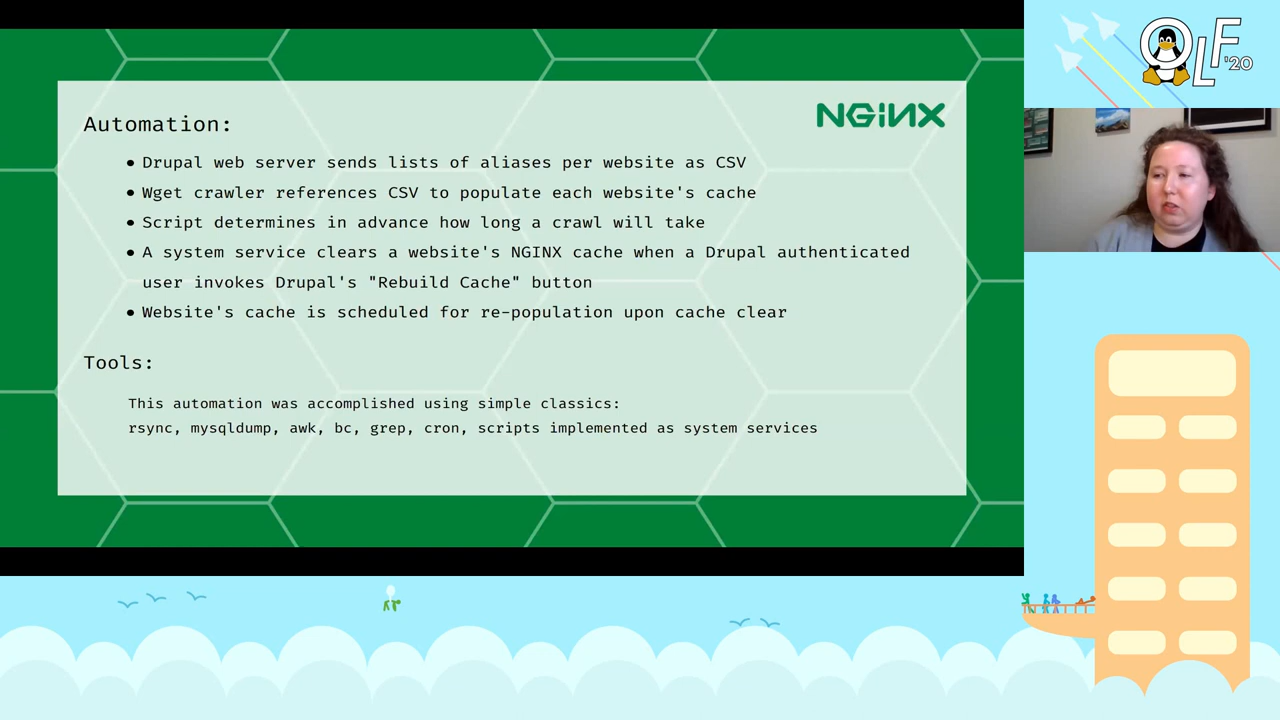 OLF '20
NGINX
Automation:
• Drupal web server sends lists of aliases per website as CSV
• Wget crawler references CSV to populate each website's cache
• Script determines in advance how long a crawl will take
• A system service clears a website's NGINX cache when a Drupal authenticated
user invokes Drupal's "Rebuild Cache" button
• Website's cache is scheduled for re-population upon cache clear
Tools:
This automation was accomplished using simple classics:
rsync, mysqldump, awk, bc, grep, cron, scripts implemented as system services